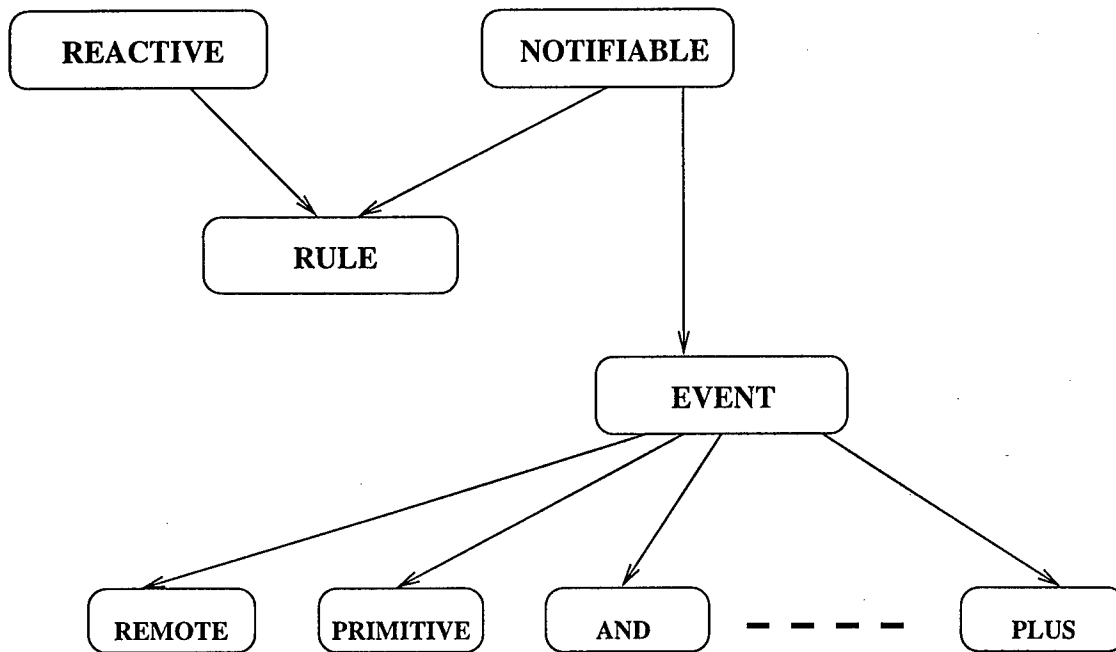 REACTIVE
NOTIFIABLE
RULE
EVENT
REMOTE
PRIMITIVE
AND
PLUS